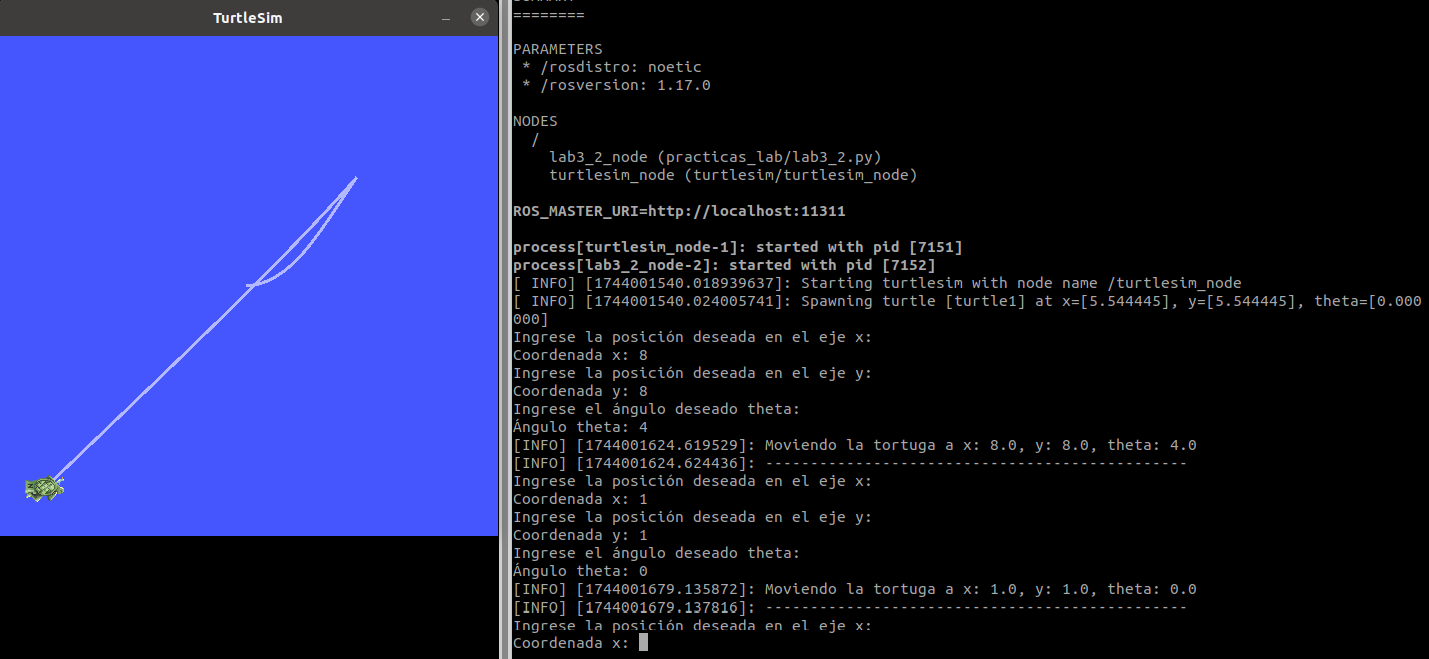 TurtleSim
========
PARAMETERS
* /rosdistro: noetic
* /rosversion: 1.17.0
NODES
/
lab3_2_node (practicas_lab/lab3_2.py)
turtlesim_node (turtlesim/turtlesim_node)
ROS_MASTER_URI=http://localhost:11311
process[turtlesim_node-1]: started with pid [7151]
process[lab3_2_node-2]: started with pid [7152]
[ INFO] [1744001540.018939637]: Starting turtlesim with node name /turtlesim_node
[ INFO] [1744001540.024005741]: Spawning turtle [turtle1] at x=[5.544445], y=[5.544445], theta=[0.000
000]
Ingrese la posición deseada en el eje x:
Coordenada x: 8
Ingrese la posición deseada en el eje y:
Coordenada y: 8
Ingrese el ángulo deseado theta:
Ángulo theta: 4
[INFO] [1744001624.619529]: Moviendo la tortuga a x: 8.0, y: 8.0, theta: 4.0
[INFO] [1744001624.624436]: -----------------------------------------------
Ingrese la posición deseada en el eje x:
Coordenada x: 1
Ingrese la posición deseada en el eje y:
Coordenada y: 1
Ingrese el ángulo deseado theta:
Ángulo theta: 0
[INFO] [1744001679.135872]: Moviendo la tortuga a x: 1.0, y: 1.0, theta: 0.0
[INFO] [1744001679.137816]: -----------------------------------------------
Ingrese la posición deseada en el eje x:
Coordenada x: